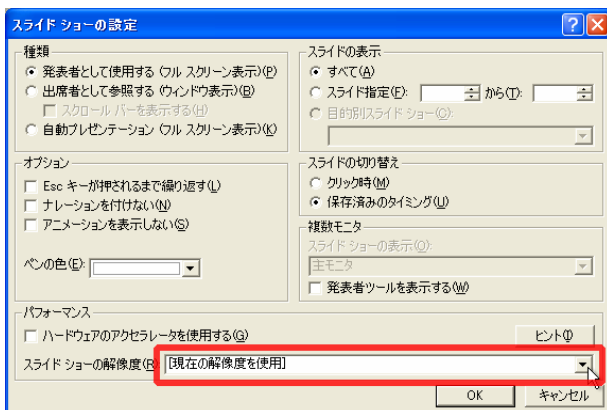 スライド ショーの設定
種類
発表者として使用する (フル スクリーン表示)(P)
出席者として参照する (ウィンドウ表示)(B)
スクロール バーを表示する(H)
自動プレゼンテーション (フル スクリーン表示)(K)
スライドの表示
すべて(A)
スライド指定(F): から(T):
目的別スライド ショー(C):
オプション
Esc キーが押されるまで繰り返す(L)
ナレーションを付けない(N)
アニメーションを表示しない(S)
ペンの色(E):
スライドの切り替え
クリック時(M)
保存済みのタイミング(U)
複数モニタ
スライド ショーの表示(O):
主モニタ
発表者ツールを表示する(W)
パフォーマンス
ハードウェアのアクセラレータを使用する(G)
ヒント(I)
スライド ショーの解像度(R): [現在の解像度を使用]
OK キャンセル